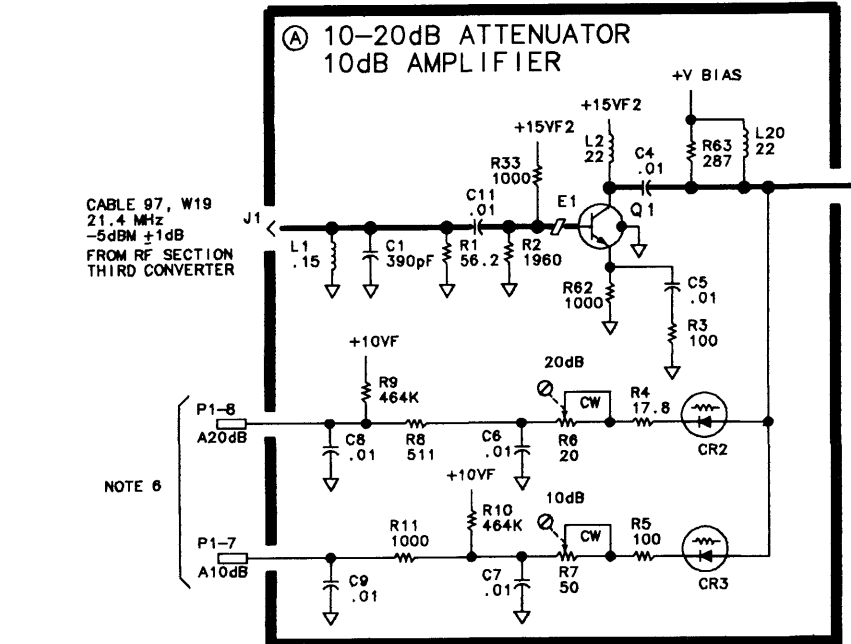 A 10-20dB ATTENUATOR
10dB AMPLIFIER
+V BIAS
+15VF2
+15VF2
L2
22
C4
.01
R63
287
L20
22
R33
1000
C11
.01
E1
Q1
CABLE 97, W19
21.4 MHz
-5dBM ±1dB
FROM RF SECTION
THIRD CONVERTER
J1
L1
.15
C1
390pF
R1
56.2
R2
1960
R62
1000
C5
.01
R3
100
+10VF
R9
464K
20dB
CW
R4
17.8
P1-8
A20dB
C8
.01
R8
511
C6
.01
R6
20
CR2
NOTE 6
+10VF
R10
464K
10dB
CW
R11
1000
R5
100
P1-7
A10dB
C9
.01
C7
.01
R7
50
CR3